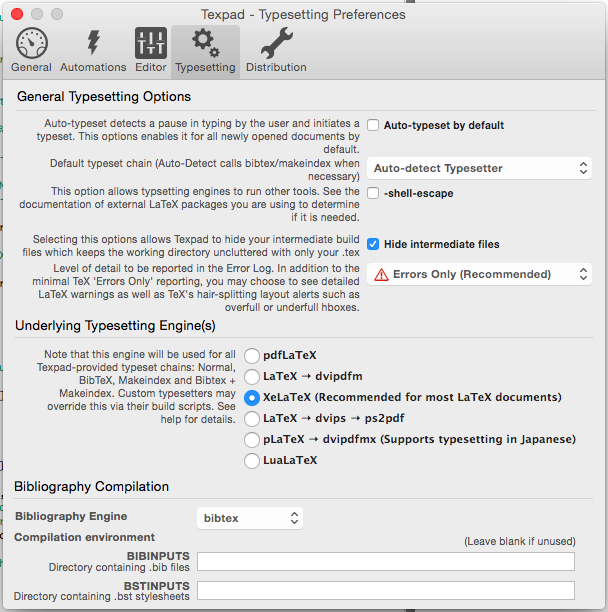 Texpad - Typesetting Preferences
General Automations Editor Typesetting Distribution
General Typesetting Options
Auto-typeset detects a pause in typing by the user and initiates a
typeset. This options enables it for all newly opened documents by
default.
Auto-typeset by default
Default typeset chain (Auto-Detect calls bibtex/makeindex when
necessary)
Auto-detect Typesetter
This option allows typsetting engines to run other tools. See the
documentation of external LaTeX packages you are using to determine
if it is needed.
-shell-escape
Selecting this options allows Texpad to hide your intermediate build
files which keeps the working directory uncluttered with only your .tex
Hide intermediate files
Level of detail to be reported in the Error Log. In addition to the
minimal TeX 'Errors Only' reporting, you may choose to see detailed
LaTeX warnings as well as TeX's hair-splitting layout alerts such as
overfull or underfull hboxes.
Errors Only (Recommended)
Underlying Typesetting Engine(s)
Note that this engine will be used for all
Texpad-provided typeset chains: Normal,
BibTeX, Makeindex and Bibtex +
Makeindex. Custom typesetters may
override this via their build scripts. See
help for details.
pdfLaTeX
LaTeX → dvipdfm
XeLaTeX (Recommended for most LaTeX documents)
LaTeX → dvips → ps2pdf
pLaTeX → dvipdfmx (Supports typesetting in Japanese)
LuaLaTeX
Bibliography Compilation
Bibliography Engine
bibtex
Compilation environment
(Leave blank if unused)
BIBINPUTS
Directory containing .bib files
BSTINPUTS
Directory containing .bst stylesheets